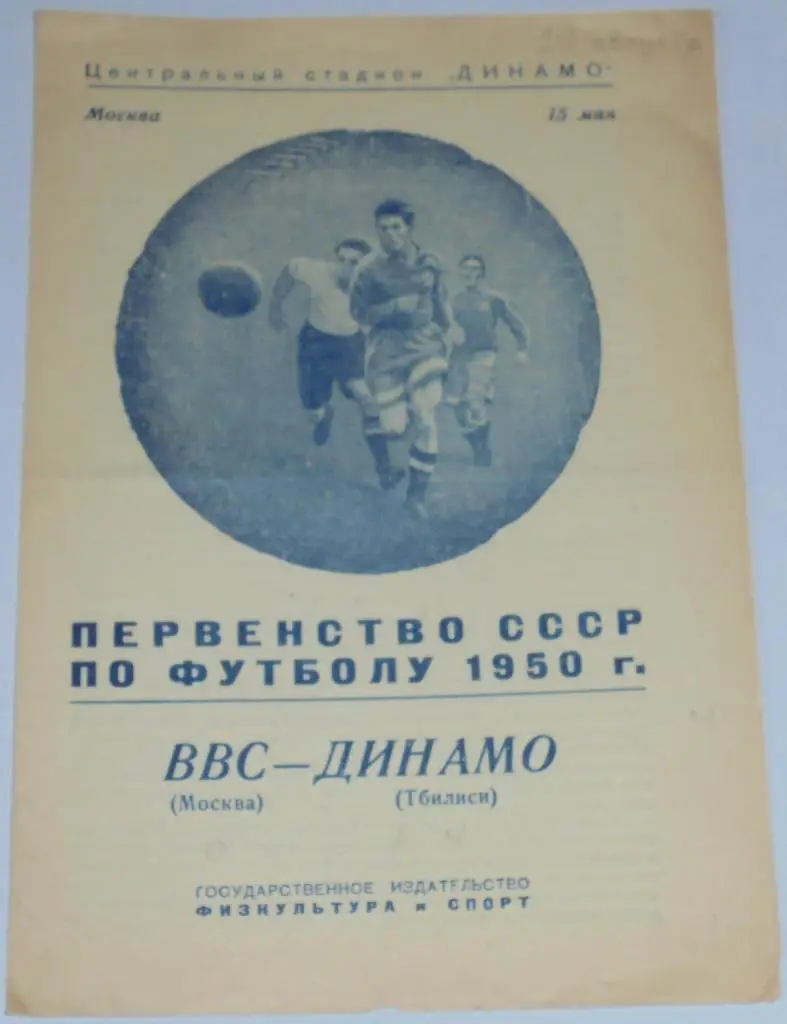 Центральный стадион „ДИНАМО"
Москва 15 мая
ПЕРВЕНСТВО СССР
ПО ФУТБОЛУ 1950 г.
ВВС—ДИНАМО
(Москва) (Тбилиси)
ГОСУДАРСТВЕННОЕ ИЗДАТЕЛЬСТВО
ФИЗКУЛЬТУРА и СПОРТ